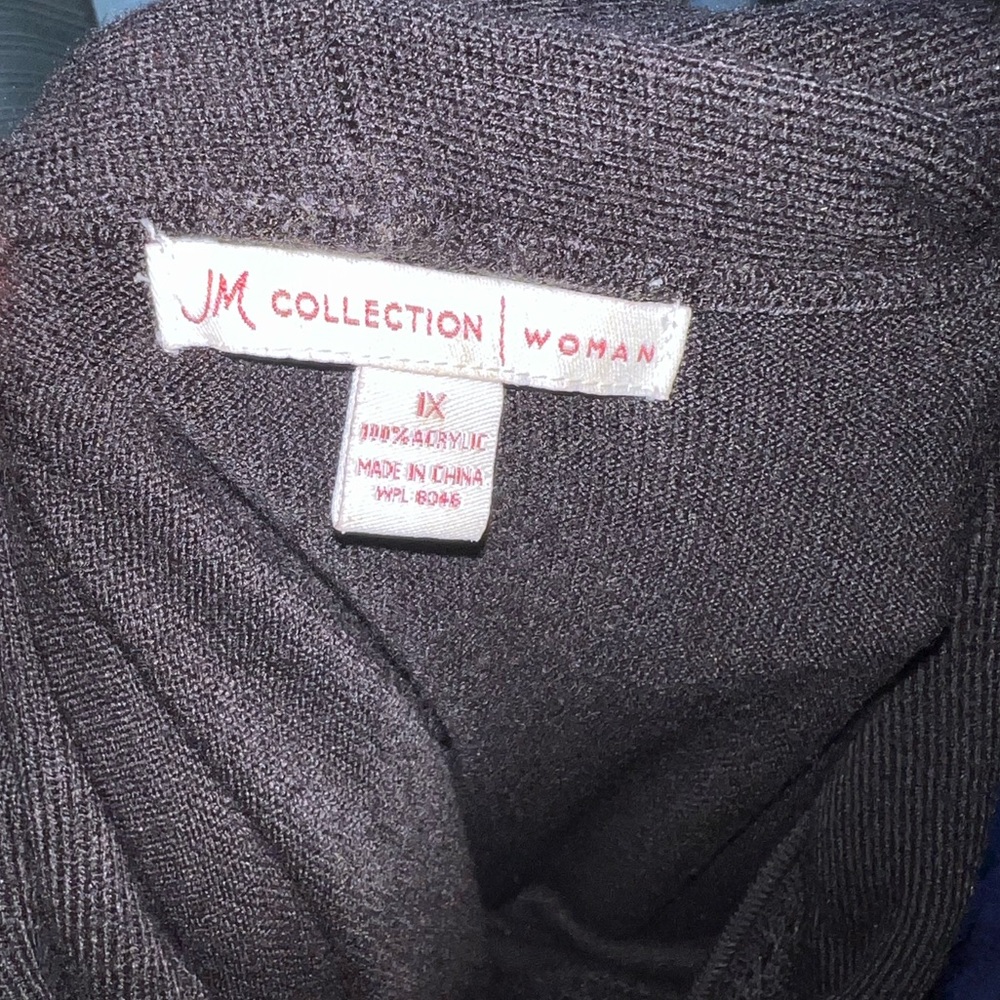 JM COLLECTION | WOMAN
1X
100% ACRYLIC
MADE IN CHINA
WPL 8046